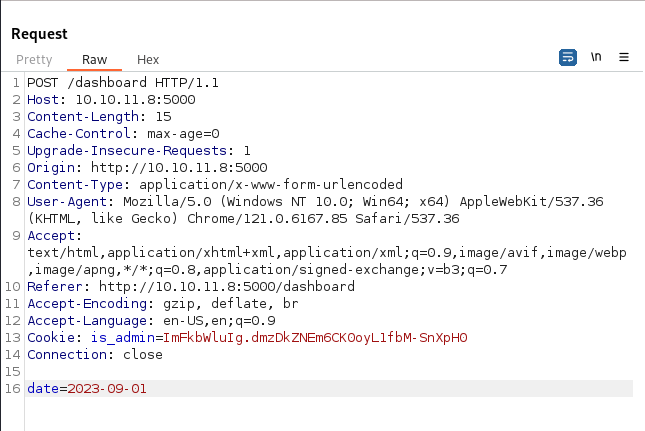 Request
Pretty Raw Hex \n
1 POST /dashboard HTTP/1.1
2 Host: 10.10.11.8:5000
3 Content-Length: 15
4 Cache-Control: max-age=0
5 Upgrade-Insecure-Requests: 1
6 Origin: http://10.10.11.8:5000
7 Content-Type: application/x-www-form-urlencoded
8 User-Agent: Mozilla/5.0 (Windows NT 10.0; Win64; x64) AppleWebKit/537.36
(KHTML, like Gecko) Chrome/121.0.6167.85 Safari/537.36
9 Accept:
text/html,application/xhtml+xml,application/xml;q=0.9,image/avif,image/webp
,image/apng,*/*;q=0.8,application/signed-exchange;v=b3;q=0.7
10 Referer: http://10.10.11.8:5000/dashboard
11 Accept-Encoding: gzip, deflate, br
12 Accept-Language: en-US,en;q=0.9
13 Cookie: is_admin=ImFkbWluIg.dmzDkZNEm6CK0oyL1fbM-SnXpH0
14 Connection: close
15
16 date=2023-09-01